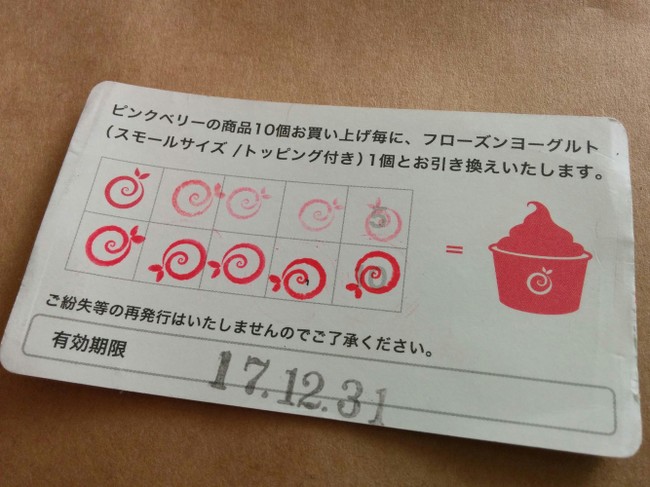 ピンクベリーの商品10個お買い上げ毎に、フローズンヨーグルト
(スモールサイズ /トッピング付き)1個とお引き換えいたします。
5
=
ご紛失等の再発行はいたしませんのでご了承ください。
有効期限
17.12.31